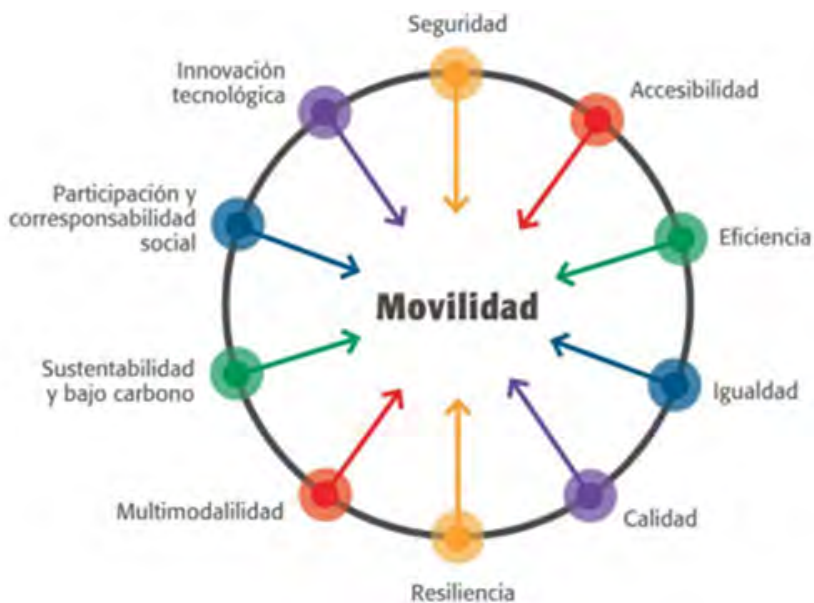 Seguridad
Accesibilidad
Eficiencia
Igualdad
Calidad
Resiliencia
Multimodalilidad
Sustentabilidad
y bajo carbono
Participación y
corresponsabilidad
social
Innovación
tecnológica
Movilidad